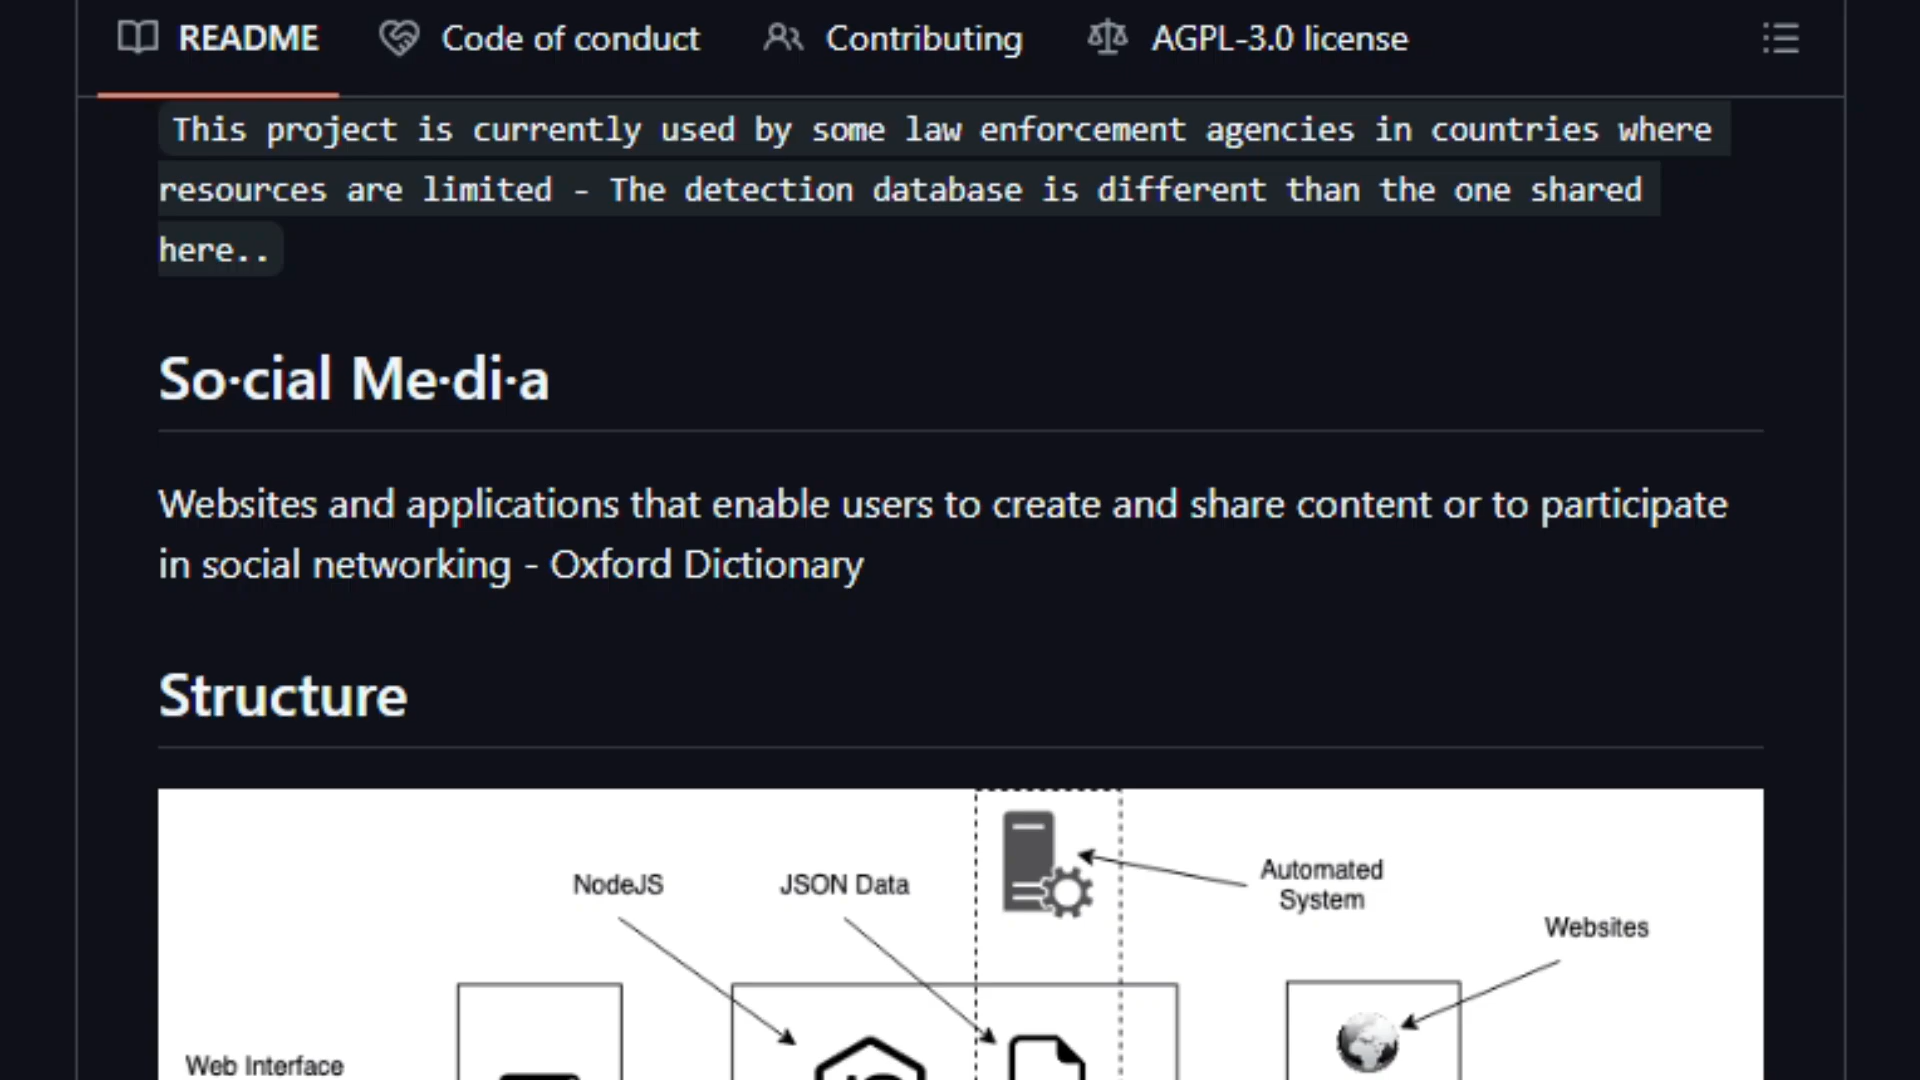 README Code of conduct Contributing AGPL-3.0 license
This project is currently used by some law enforcement agencies in countries where
resources are limited - The detection database is different than the one shared
here..
So·cial Me·di·a
Websites and applications that enable users to create and share content or to participate
in social networking - Oxford Dictionary
Structure
NodeJS
JSON Data
Automated
System
Websites
Web Interface